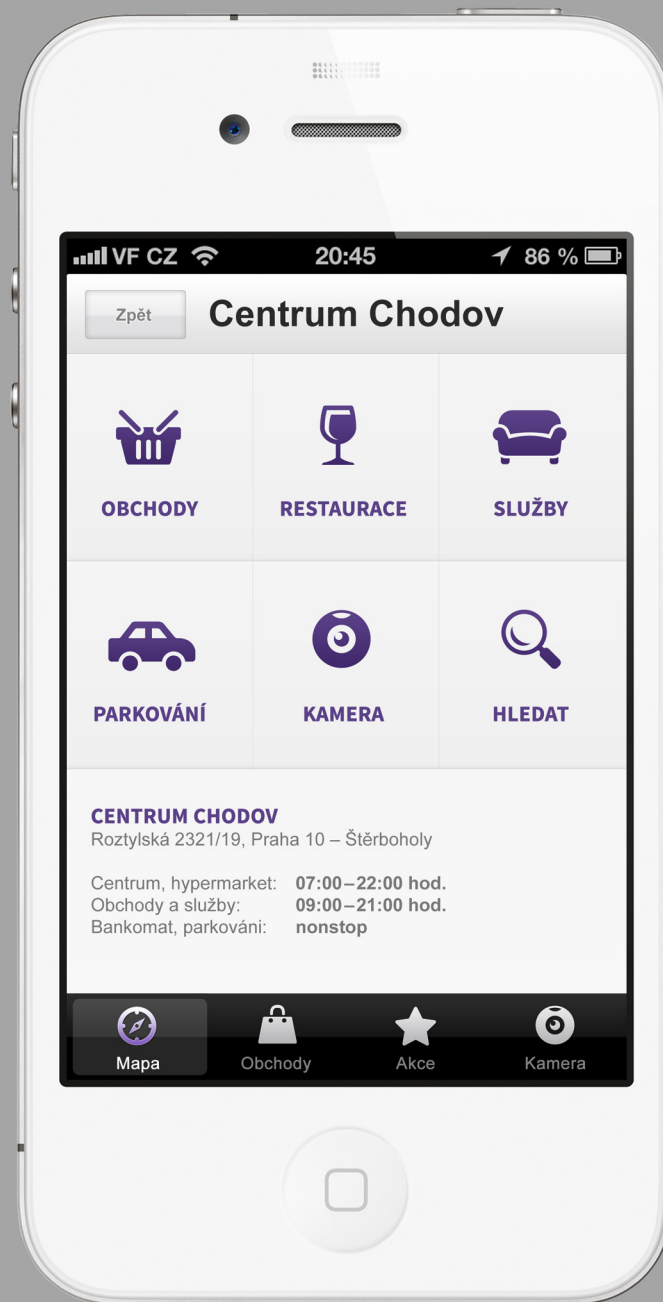 VF CZ 20:45 86 %
Zpět Centrum Chodov
OBCHODY RESTAURACE SLUŽBY
PARKOVÁNÍ KAMERA HLEDAT
CENTRUM CHODOV
Roztylská 2321/19, Praha 10 – Štěrboholy
Centrum, hypermarket: 07:00–22:00 hod.
Obchody a služby: 09:00–21:00 hod.
Bankomat, parkováni: nonstop
Mapa Obchody Akce Kamera